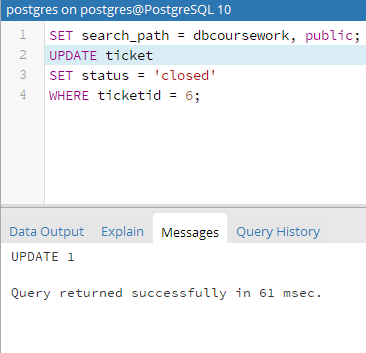 postgres on postgres@PostgreSQL 10
1 SET search_path = dbcoursework, public;
2 UPDATE ticket
3 SET status = 'closed'
4 WHERE ticketid = 6;
Data Output Explain Messages Query History
UPDATE 1
Query returned successfully in 61 msec.